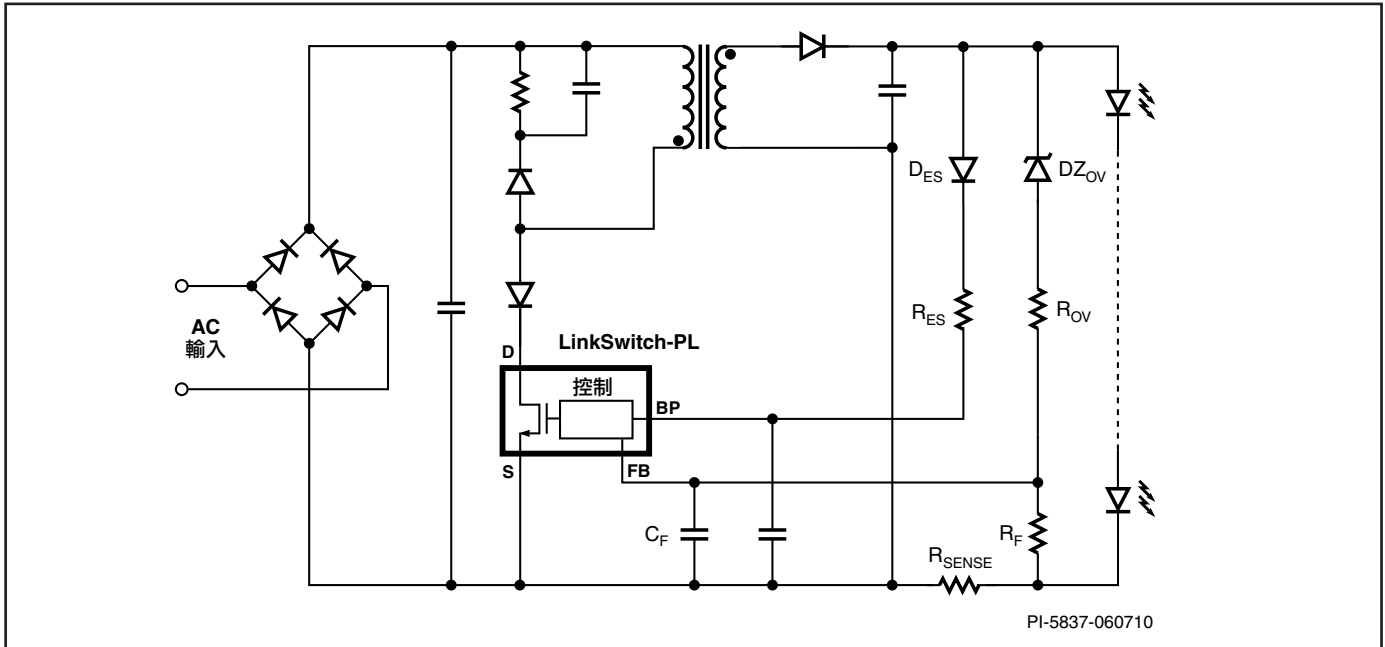 D_ES
DZ_OV
R_ES
R_OV
AC
輸入
LinkSwitch-PL
D
控制
BP
S
FB
C_F
R_F
R_SENSE
PI-5837-060710